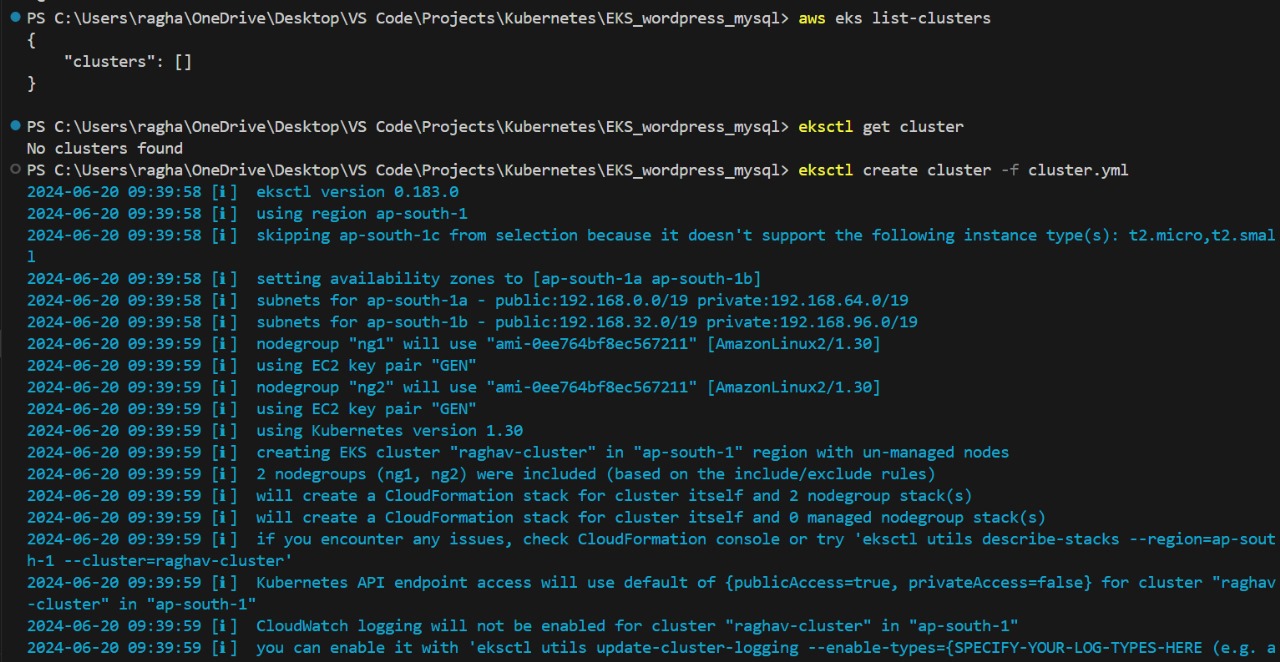 PS C:\Users\ragha\OneDrive\Desktop\VS Code\Projects\Kubernetes\EKS_wordpress_mysql> aws eks list-clusters
{
    "clusters": []
}
PS C:\Users\ragha\OneDrive\Desktop\VS Code\Projects\Kubernetes\EKS_wordpress_mysql> eksctl get cluster
No clusters found
PS C:\Users\ragha\OneDrive\Desktop\VS Code\Projects\Kubernetes\EKS_wordpress_mysql> eksctl create cluster -f cluster.yml
2024-06-20 09:39:58 [ℹ]  eksctl version 0.183.0
2024-06-20 09:39:58 [ℹ]  using region ap-south-1
2024-06-20 09:39:58 [ℹ]  skipping ap-south-1c from selection because it doesn't support the following instance type(s): t2.micro,t2.smal
l
2024-06-20 09:39:58 [ℹ]  setting availability zones to [ap-south-1a ap-south-1b]
2024-06-20 09:39:58 [ℹ]  subnets for ap-south-1a - public:192.168.0.0/19 private:192.168.64.0/19
2024-06-20 09:39:58 [ℹ]  subnets for ap-south-1b - public:192.168.32.0/19 private:192.168.96.0/19
2024-06-20 09:39:59 [ℹ]  nodegroup "ng1" will use "ami-0ee764bf8ec567211" [AmazonLinux2/1.30]
2024-06-20 09:39:59 [ℹ]  using EC2 key pair "GEN"
2024-06-20 09:39:59 [ℹ]  nodegroup "ng2" will use "ami-0ee764bf8ec567211" [AmazonLinux2/1.30]
2024-06-20 09:39:59 [ℹ]  using EC2 key pair "GEN"
2024-06-20 09:39:59 [ℹ]  using Kubernetes version 1.30
2024-06-20 09:39:59 [ℹ]  creating EKS cluster "raghav-cluster" in "ap-south-1" region with un-managed nodes
2024-06-20 09:39:59 [ℹ]  2 nodegroups (ng1, ng2) were included (based on the include/exclude rules)
2024-06-20 09:39:59 [ℹ]  will create a CloudFormation stack for cluster itself and 2 nodegroup stack(s)
2024-06-20 09:39:59 [ℹ]  will create a CloudFormation stack for cluster itself and 0 managed nodegroup stack(s)
2024-06-20 09:39:59 [ℹ]  if you encounter any issues, check CloudFormation console or try 'eksctl utils describe-stacks --region=ap-sout
h-1 --cluster=raghav-cluster'
2024-06-20 09:39:59 [ℹ]  Kubernetes API endpoint access will use default of {publicAccess=true, privateAccess=false} for cluster "raghav
-cluster" in "ap-south-1"
2024-06-20 09:39:59 [ℹ]  CloudWatch logging will not be enabled for cluster "raghav-cluster" in "ap-south-1"
2024-06-20 09:39:59 [ℹ]  you can enable it with 'eksctl utils update-cluster-logging --enable-types={SPECIFY-YOUR-LOG-TYPES-HERE (e.g. a